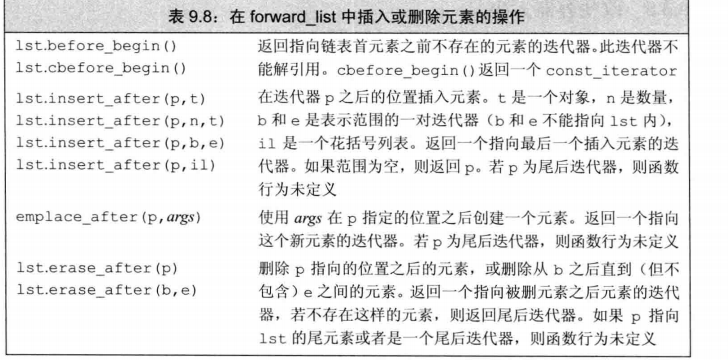 表 9.8：在 forward_list 中插入或删除元素的操作
lst.before_begin() 返回指向链表首元素之前不存在的元素的迭代器。此迭代器不
lst.cbefore_begin() 能解引用。cbefore_begin()返回一个 const_iterator
lst.insert_after(p,t) 在迭代器 p 之后的位置插入元素。t 是一个对象，n 是数量，
lst.insert_after(p,n,t) b 和 e 是表示范围的一对迭代器（b 和 e 不能指向 lst 内），
lst.insert_after(p,b,e) il 是一个花括号列表。返回一个指向最后一个插入元素的迭
lst.insert_after(p,il) 代器。如果范围为空，则返回 p。若 p 为尾后迭代器，则函数
行为未定义
emplace_after(p,args) 使用 args 在 p 指定的位置之后创建一个元素。返回一个指向
这个新元素的迭代器。若 p 为尾后迭代器，则函数行为未定义
lst.erase_after(p) 删除 p 指向的位置之后的元素，或删除从 b 之后直到（但不
lst.erase_after(b,e) 包含）e 之间的元素。返回一个指向被删元素之后元素的迭代
器，若不存在这样的元素，则返回尾后迭代器。如果 p 指向
lst 的尾元素或者是一个尾后迭代器，则函数行为未定义